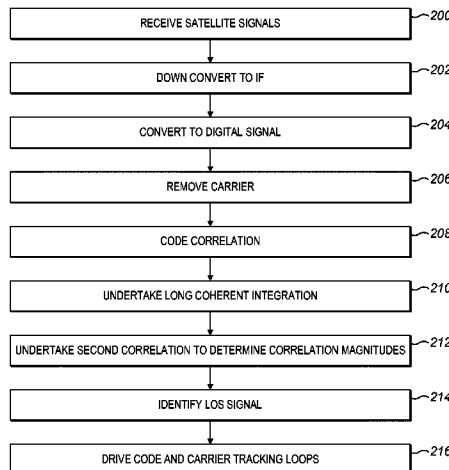 RECEIVE SATELLITE SIGNALS 200
DOWN CONVERT TO IF 202
CONVERT TO DIGITAL SIGNAL 204
REMOVE CARRIER 206
CODE CORRELATION 208
UNDERTAKE LONG COHERENT INTEGRATION 210
UNDERTAKE SECOND CORRELATION TO DETERMINE CORRELATION MAGNITUDES 212
IDENTIFY LOS SIGNAL 214
DRIVE CODE AND CARRIER TRACKING LOOPS 216